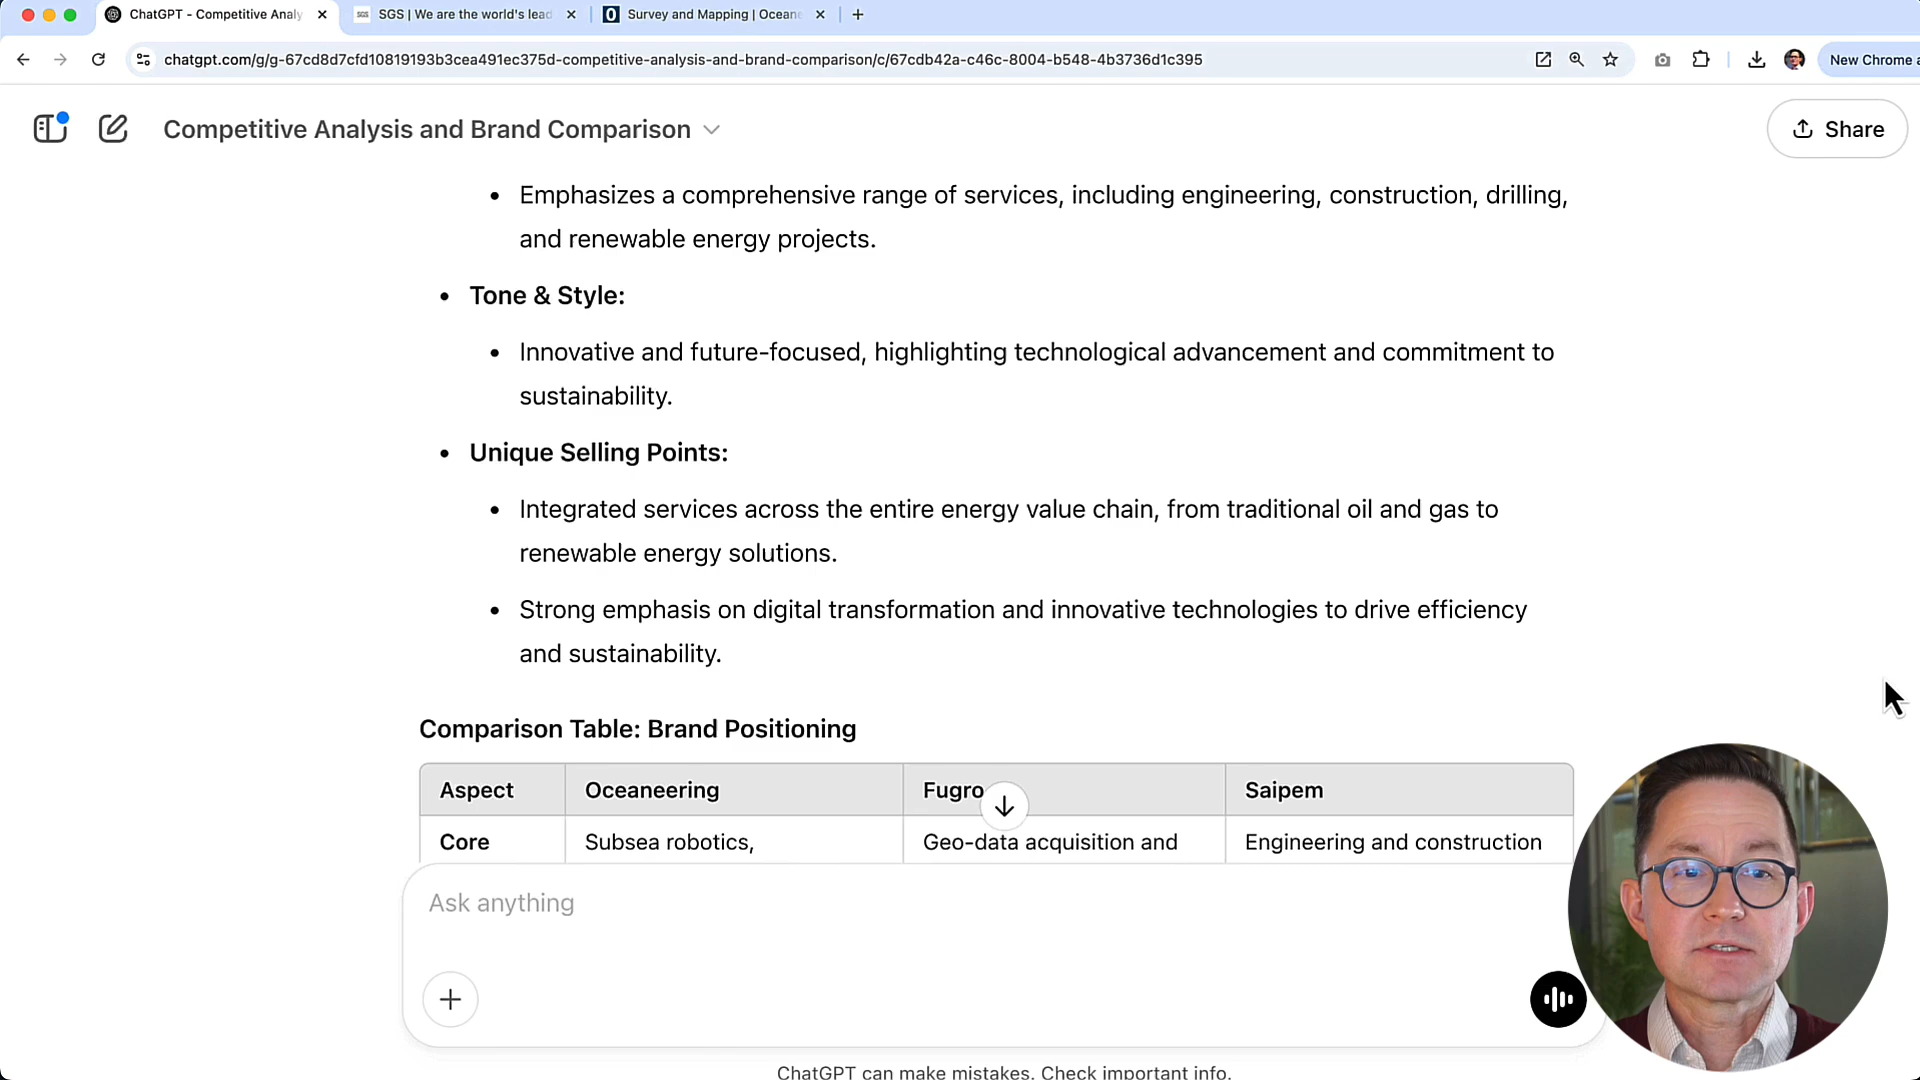 ChatGPT - Competitive Analy
SGS | We are the world's lead
Survey and Mapping | Oceane
chatgpt.com/g/g-67cd8d7cfd10819193b3cea491ec375d-competitive-analysis-and-brand-comparison/c/67cdb42a-c46c-8004-b548-4b3736d1c395
New Chrome a
Competitive Analysis and Brand Comparison
Share
• Emphasizes a comprehensive range of services, including engineering, construction, drilling,
and renewable energy projects.
• Tone & Style:
• Innovative and future-focused, highlighting technological advancement and commitment to
sustainability.
• Unique Selling Points:
• Integrated services across the entire energy value chain, from traditional oil and gas to
renewable energy solutions.
• Strong emphasis on digital transformation and innovative technologies to drive efficiency
and sustainability.
Comparison Table: Brand Positioning
Aspect Oceaneering Fugro Saipem
Core Subsea robotics, Geo-data acquisition and Engineering and construction
Ask anything
ChatGPT can make mistakes. Check important info.